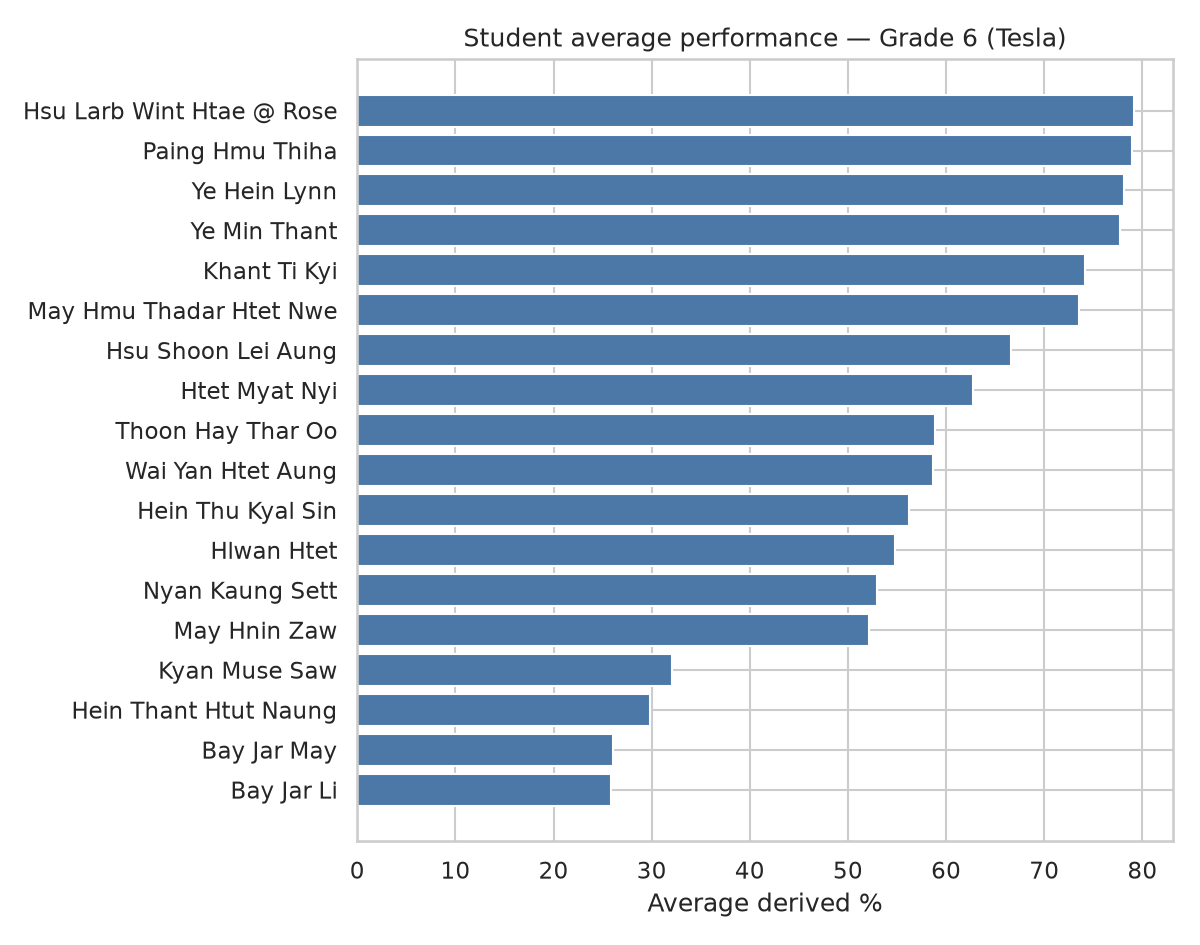 Student average performance — Grade 6 (Tesla)
Hsu Larb Wint Htae @ Rose
Paing Hmu Thiha
Ye Hein Lynn
Ye Min Thant
Khant Ti Kyi
May Hmu Thadar Htet Nwe
Hsu Shoon Lei Aung
Htet Myat Nyi
Thoon Hay Thar Oo
Wai Yan Htet Aung
Hein Thu Kyal Sin
Hlwan Htet
Nyan Kaung Sett
May Hnin Zaw
Kyan Muse Saw
Hein Thant Htut Naung
Bay Jar May
Bay Jar Li
0 10 20 30 40 50 60 70 80
Average derived %